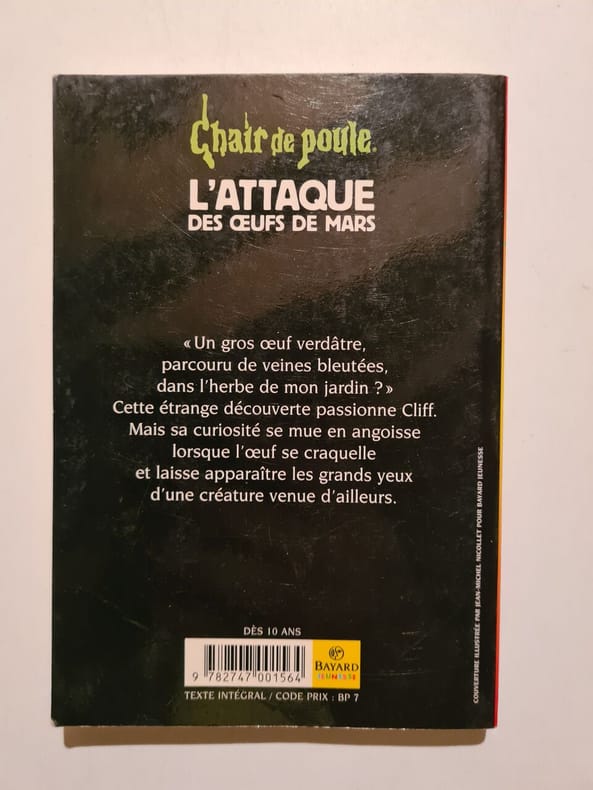 Chair de poule.
L'ATTAQUE
DES ŒUFS DE MARS
« Un gros œuf verdâtre,
parcouru de veines bleutées,
dans l'herbe de mon jardin ? »
Cette étrange découverte passionne Cliff.
Mais sa curiosité se mue en angoisse
lorsque l'œuf se craquelle
et laisse apparaître les grands yeux
d'une créature venue d'ailleurs.
COUVERTURE ILLUSTRÉE PAR JEAN-MICHEL NICOLLET POUR BAYARD JEUNESSE
DÈS 10 ANS
9 782747 001564
BAYARD
JEUNESSE
TEXTE INTÉGRAL / CODE PRIX : BP 7